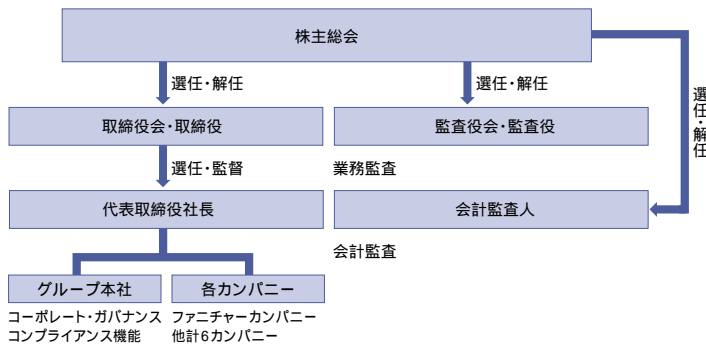 株主総会
選任・解任
選任・解任
選任・解任
取締役会・取締役
監査役会・監査役
選任・監督
業務監査
代表取締役社長
会計監査人
会計監査
グループ本社
各カンパニー
コーポレート・ガバナンス
コンプライアンス機能
ファニチャーカンパニー
他計6カンパニー